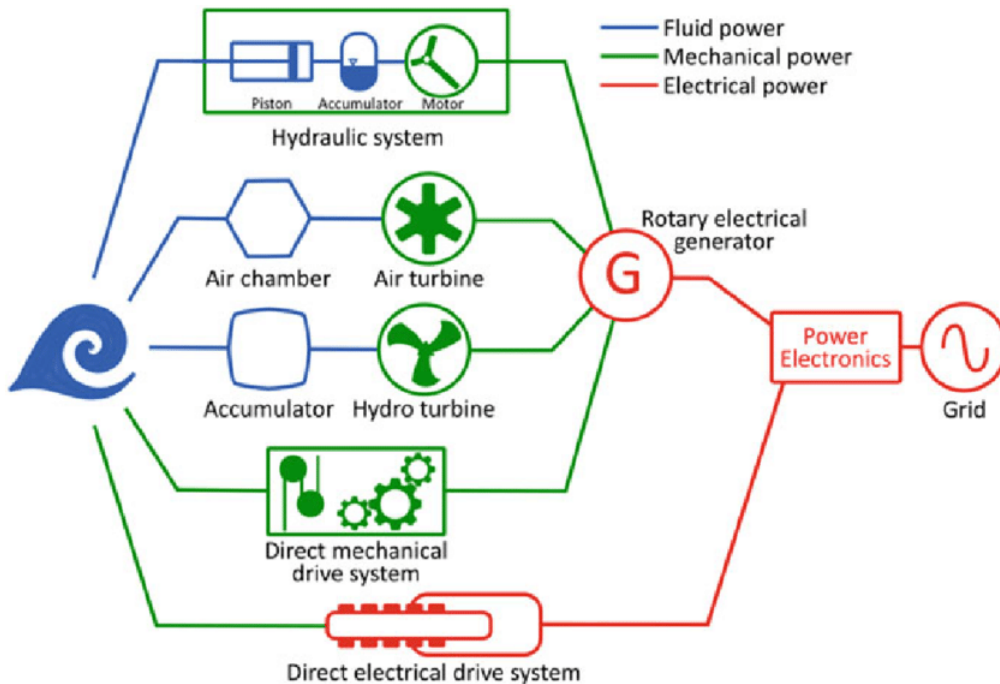 Fluid power
Mechanical power
Electrical power
Piston
Accumulator
Motor
Hydraulic system
Air chamber
Air turbine
Rotary electrical
generator
G
Accumulator
Hydro turbine
Power
Electronics
Grid
Direct mechanical
drive system
Direct electrical drive system